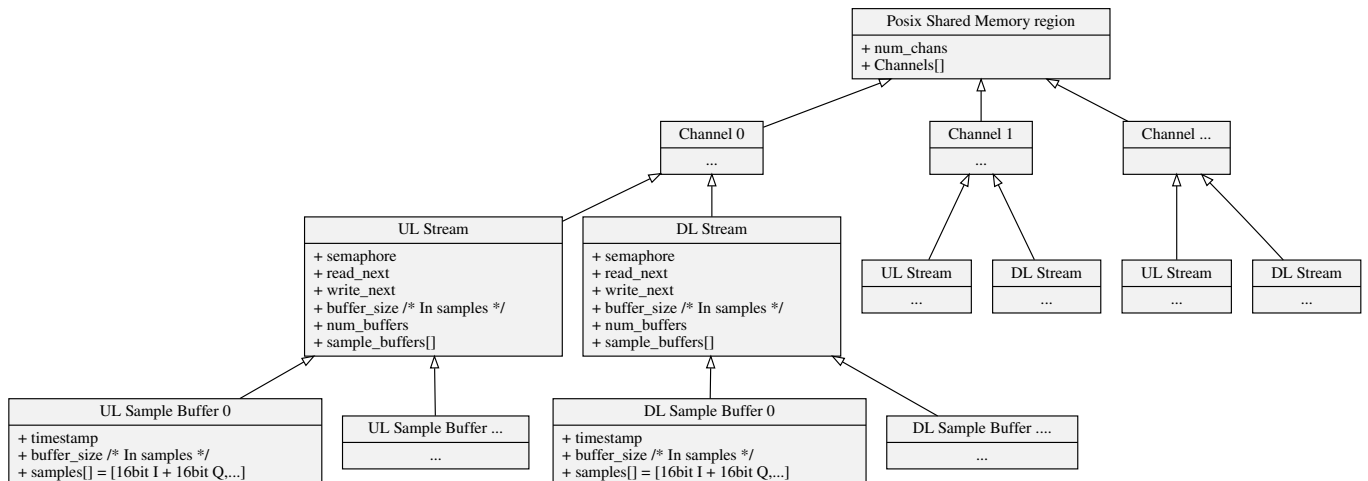 Posix Shared Memory region
+ num_chans
+ Channels[]
Channel 0
...
Channel 1
...
Channel ...
UL Stream
+ semaphore
+ read_next
+ write_next
+ buffer_size /* In samples */
+ num_buffers
+ sample_buffers[]
DL Stream
+ semaphore
+ read_next
+ write_next
+ buffer_size /* In samples */
+ num_buffers
+ sample_buffers[]
UL Stream
...
DL Stream
...
UL Stream
...
DL Stream
...
UL Sample Buffer 0
+ timestamp
+ buffer_size /* In samples */
+ samples[] = [16bit I + 16bit Q,...]
UL Sample Buffer ...
...
DL Sample Buffer 0
+ timestamp
+ buffer_size /* In samples */
+ samples[] = [16bit I + 16bit Q,...]
DL Sample Buffer ....
...